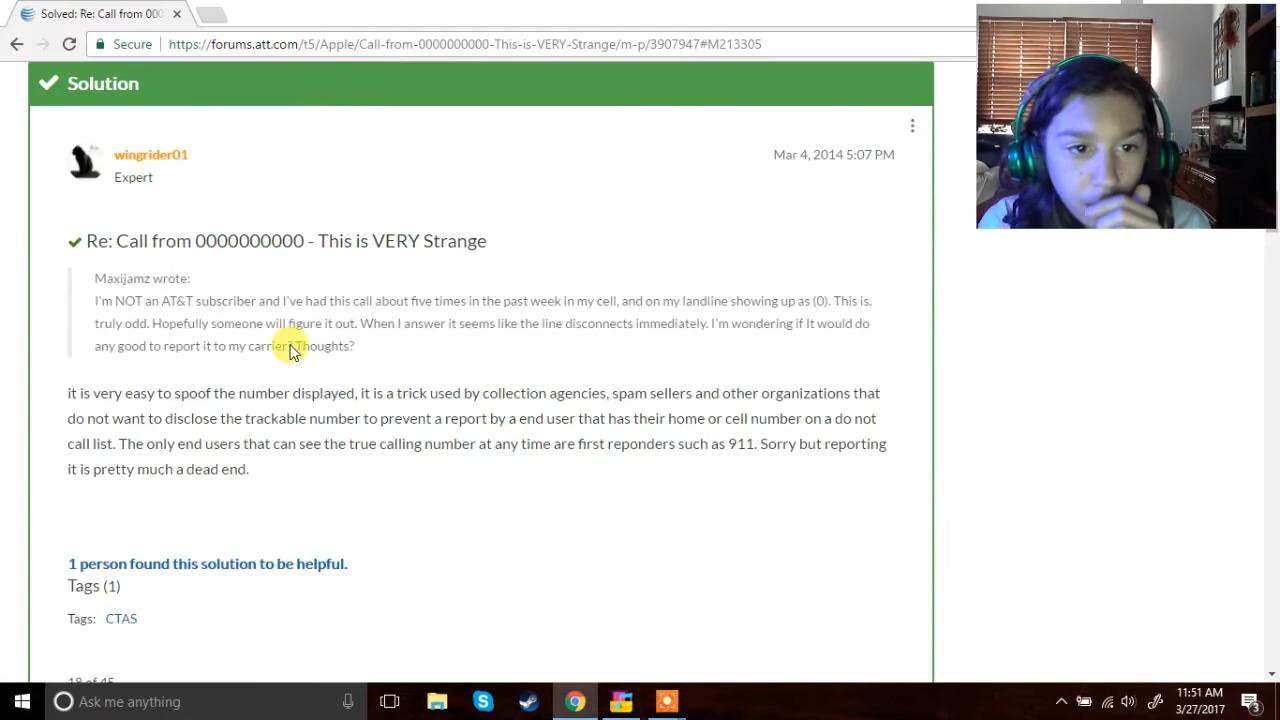 Solved: Re: Call from 000
Secure
https://forums.att.com/t5/Apple/Call-from-0000000000-This-is-VERY-Strange/m-p/3907947#M213305
Solution
wingrider01
Mar 4, 2014 5:07 PM
Expert
Re: Call from 0000000000 - This is VERY Strange
Maxijamz wrote:
I'm NOT an AT&T subscriber and I've had this call about five times in the past week in my cell, and on my landline showing up as (0). This is,
truly odd. Hopefully someone will figure it out. When I answer it seems like the line disconnects immediately. I'm wondering if It would do
any good to report it to my carrier? Thoughts?
it is very easy to spoof the number displayed, it is a trick used by collection agencies, spam sellers and other organizations that
do not want to disclose the trackable number to prevent a report by a end user that has their home or cell number on a do not
call list. The only end users that can see the true calling number at any time are first reponders such as 911. Sorry but reporting
it is pretty much a dead end.
1 person found this solution to be helpful.
Tags (1)
Tags: CTAS
18 of 45
Ask me anything
11:51 AM
3/27/2017
3